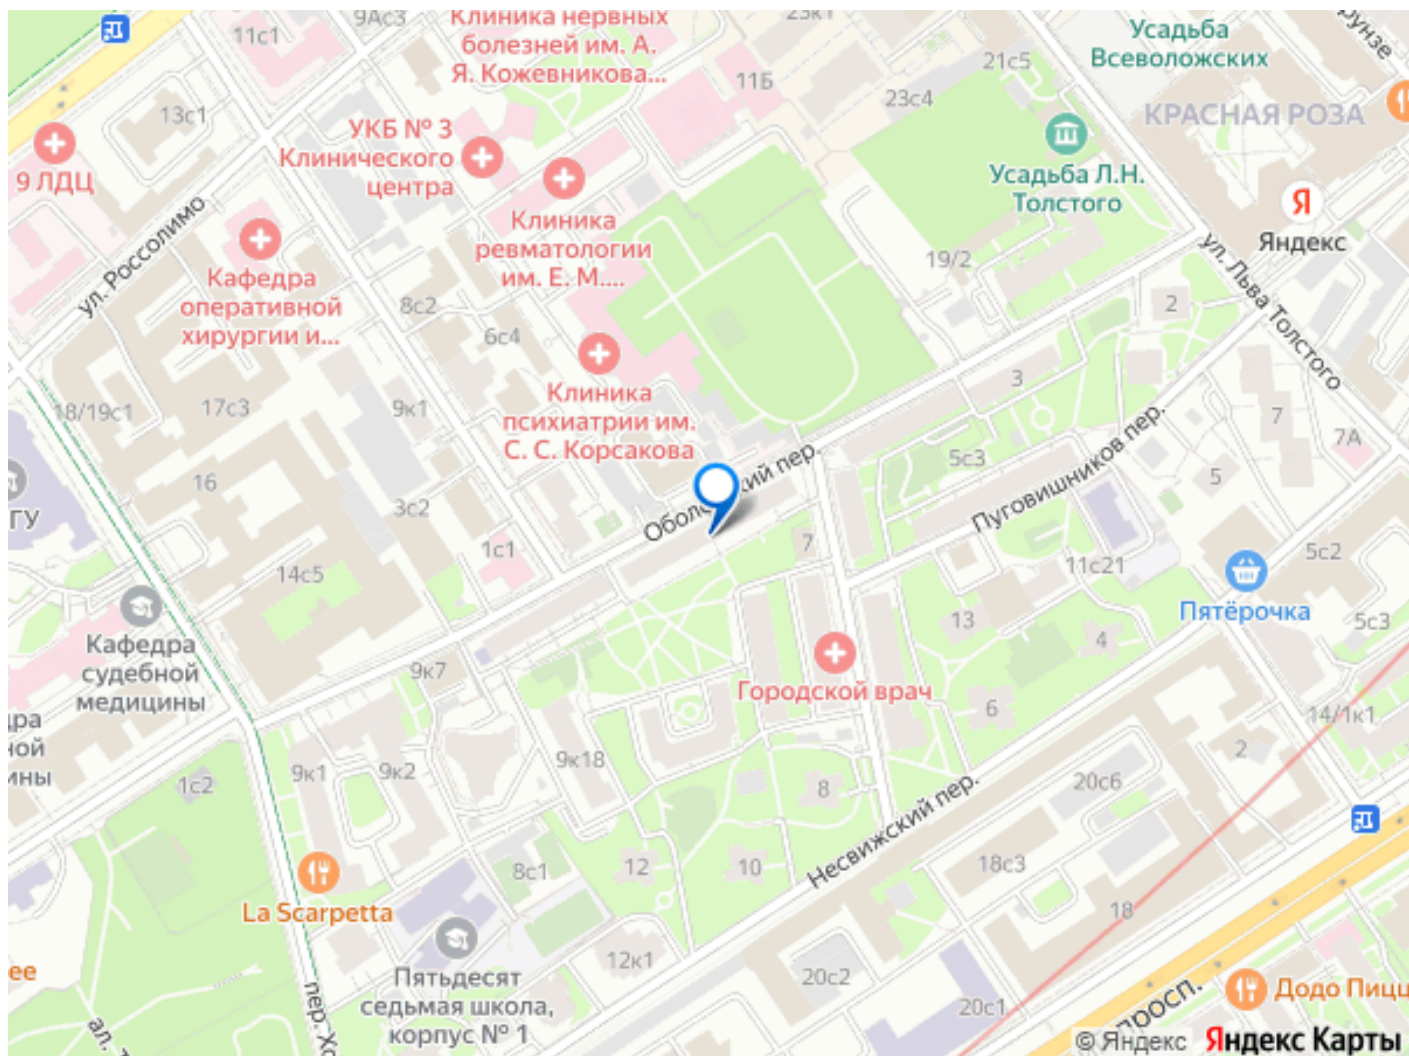 9Ас3
11с1
Клиника нервных
болезней им. А.
Я. Кожевникова...
23к1
Усадьба
Всеволожских
21с5
11Б
23с4
КРАСНАЯ РОЗА
13с1
УКБ № 3
Клинического
центра
9 ЛДЦ
Усадьба Л.Н.
Толстого
Я
Яндекс
ул. Россолимо
Клиника
ревматологии
им. Е. М....
Кафедра
оперативной
хирургии и...
19/2
ул. Льва Толстого
8с2
6с4
2
3
Клиника
психиатрии им.
С. С. Корсакова
18/19с1
17с3
9к1
7
7А
5с3
Пуговишников пер.
5
16
3с2
ГУ
1с1
7
11с21
5с2
14с5
Пятёрочка
13
4
5с3
Кафедра
судебной
медицины
9к7
Городской врач
6
14/1к1
2
1с2
9к1
9к2
9к18
8
20с6
Несвижский пер.
12
10
8с1
18с3
La Scarpetta
18
Пятьдесят
седьмая школа,
корпус № 1
12к1
20с2
20с1
Додо Пицц
просп.
© Яндекс Яндекс Карты